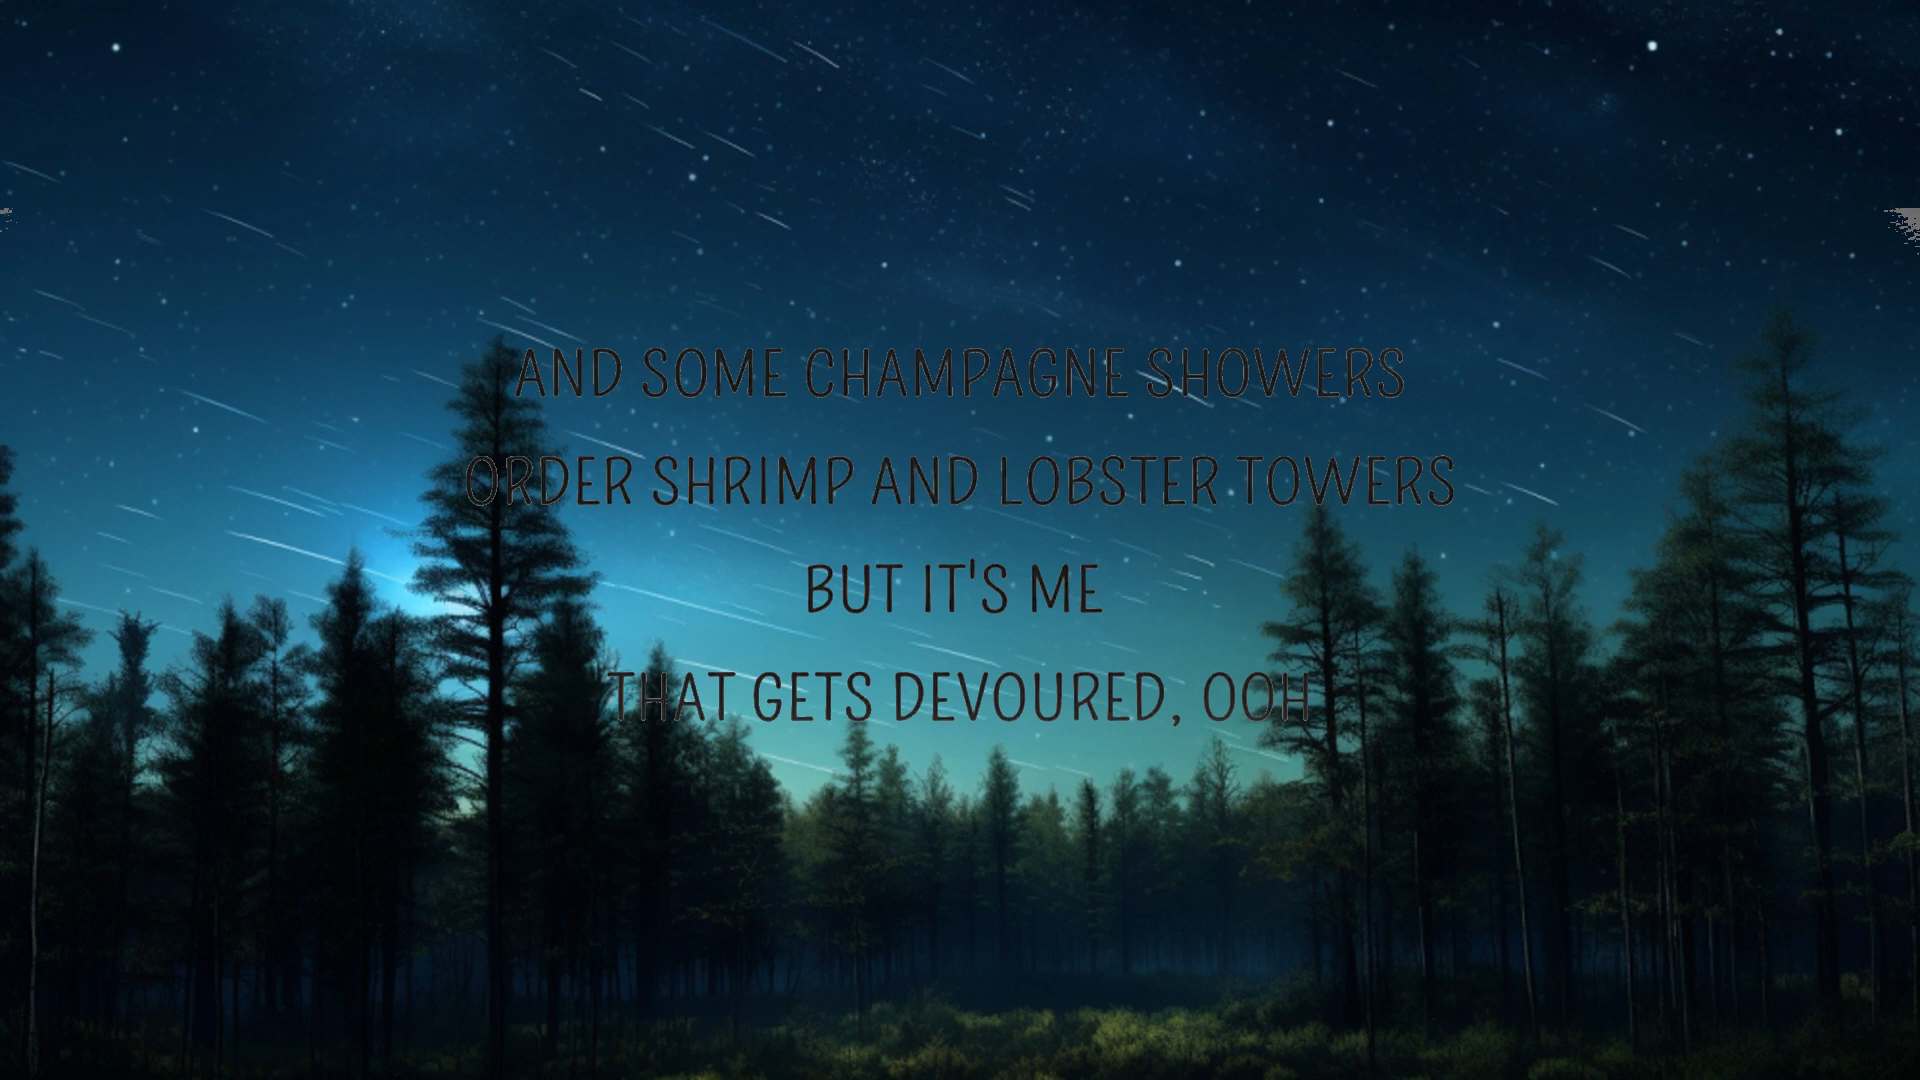 AND SOME CHAMPAGNE SHOWERS
ORDER SHRIMP AND LOBSTER TOWERS
BUT IT'S ME
THAT GETS DEVOURED, OOH